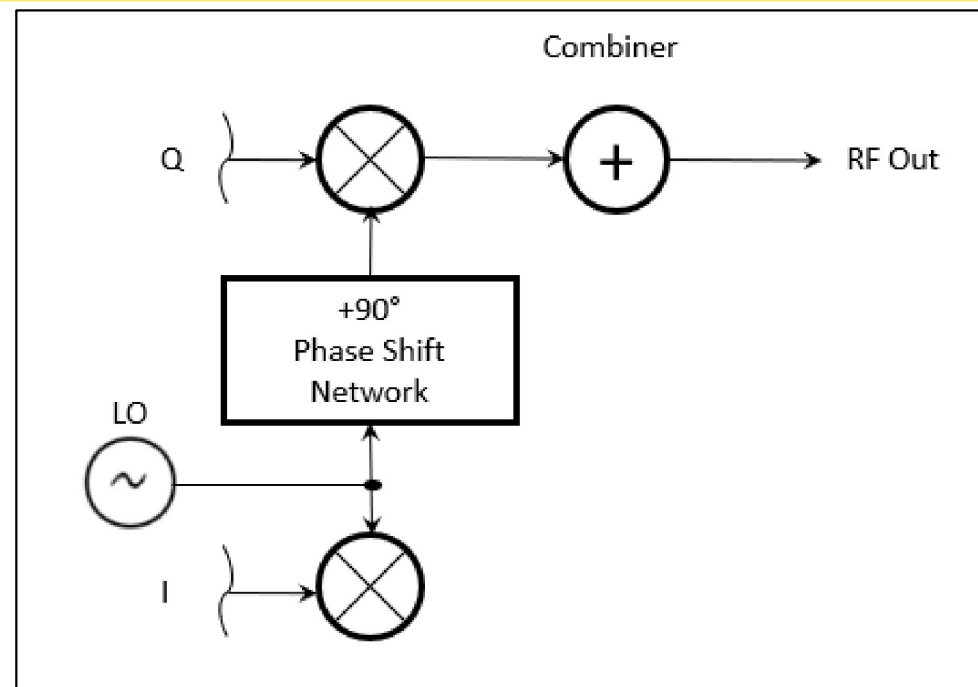 Combiner
Q
+
RF Out
+90°
Phase Shift
Network
LO
~
I